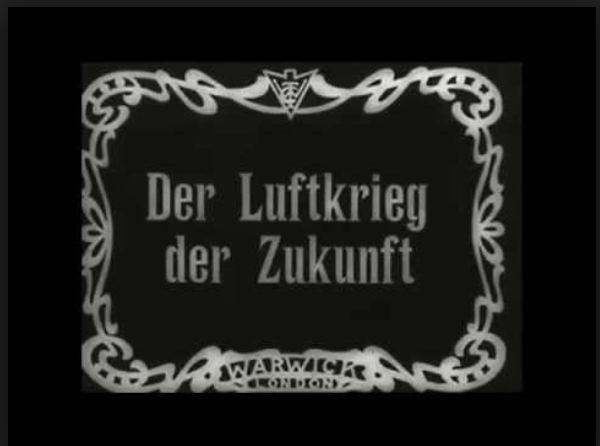 Der Luftkrieg
der Zukunft
WARWICK
LONDON